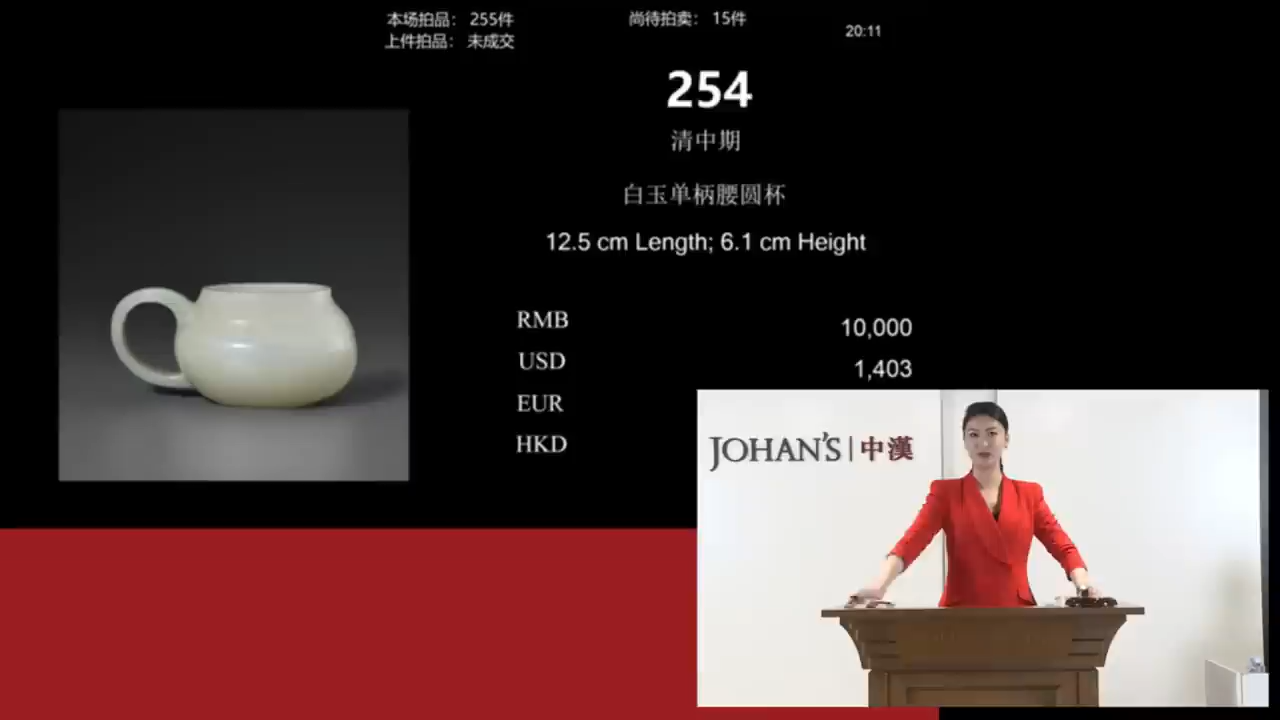 本场拍品： 255件
上件拍品： 未成交
尚待拍卖： 15件
20:11
254
清中期
白玉单柄腰圆杯
12.5 cm Length; 6.1 cm Height
RMB 10,000
USD 1,403
EUR
HKD
JOHAN'S | 中漢